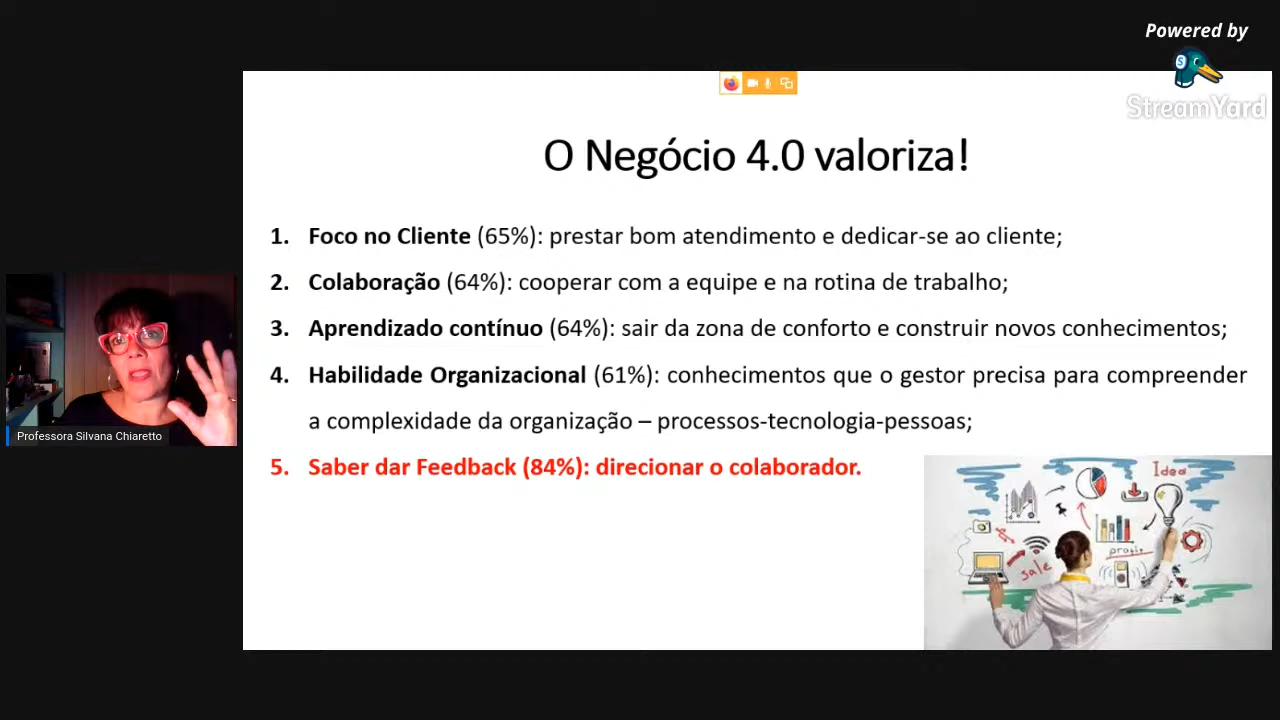 Powered by
StreamYard
O Negócio 4.0 valoriza!
1. Foco no Cliente (65%): prestar bom atendimento e dedicar-se ao cliente;
2. Colaboração (64%): cooperar com a equipe e na rotina de trabalho;
3. Aprendizado contínuo (64%): sair da zona de conforto e construir novos conhecimentos;
4. Habilidade Organizacional (61%): conhecimentos que o gestor precisa para compreender
a complexidade da organização – processos-tecnologia-pessoas;
5. Saber dar Feedback (84%): direcionar o colaborador.
Professora Silvana Chiaretto
Idea
profit
sale